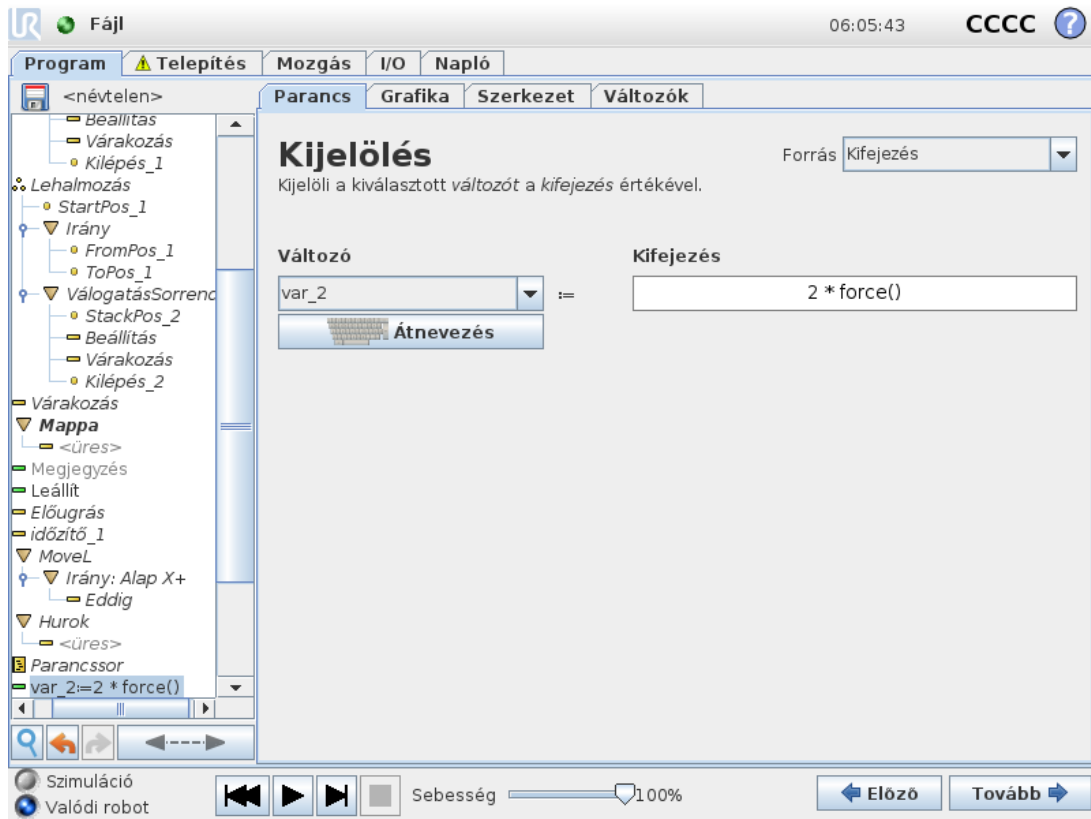 Fájl
06:05:43
CCCC
?
Program
Telepítés
Mozgás
I/O
Napló
<névtelen>
Parancs
Grafika
Szerkezet
Változók
Beállítás
Várakozás
Kilépés_1
Lehalmozás
StartPos_1
Irány
FromPos_1
ToPos_1
VálogatásSorrend
StackPos_2
Beállítás
Várakozás
Kilépés_2
Várakozás
Mappa
<üres>
Megjegyzés
Leállít
Előugrás
időzítő_1
MoveL
Irány: Alap X+
Eddig
Hurok
<üres>
Parancssor
var_2:=2 * force()
Kijelölés
Forrás
Kifejezés
Kijelöli a kiválasztott változót a kifejezés értékével.
Változó
Kifejezés
var_2
:=
2 * force()
Átnevezés
Szimuláció
Valódi robot
Sebesség
100%
Előző
Tovább